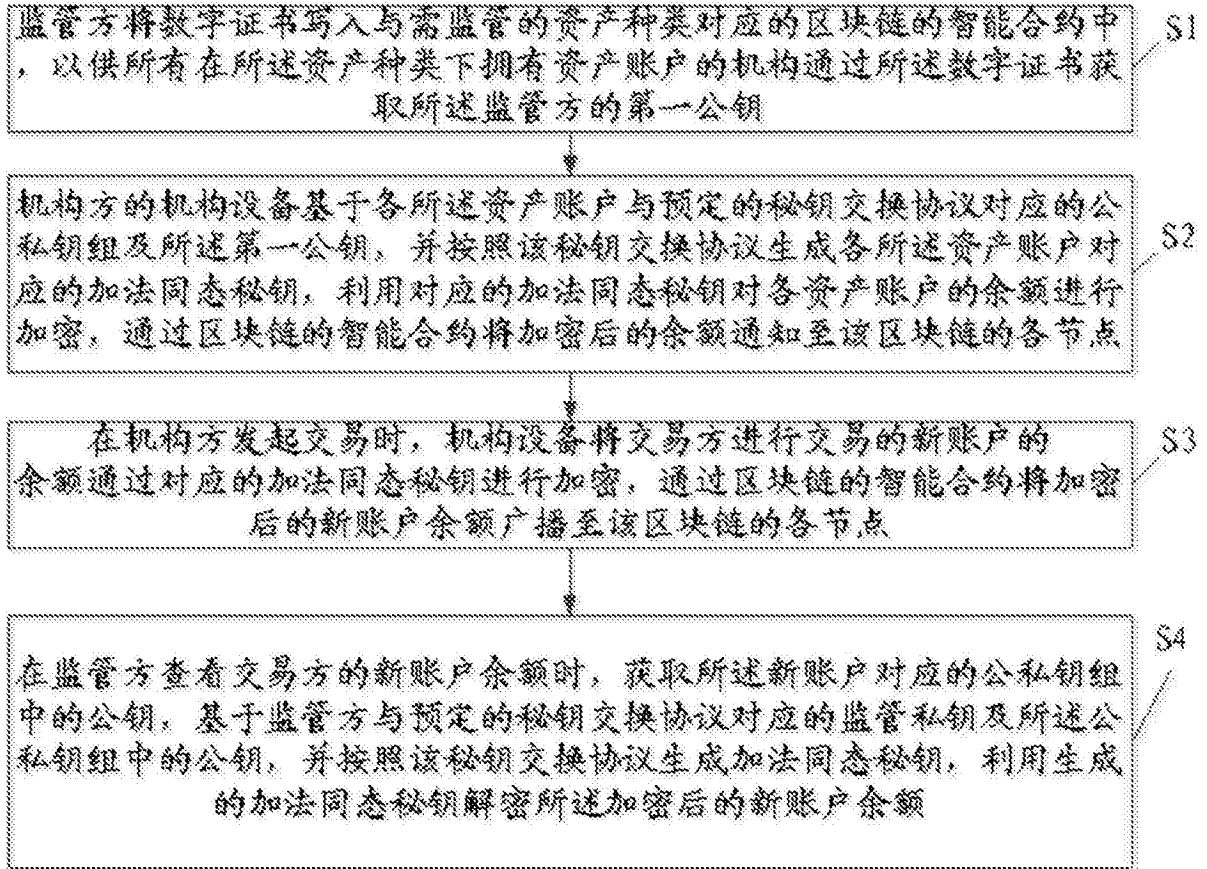 监管方将数字证书写入与需监管的资产种类对应的区块链的智能合约中
，以供所有在所述资产种类下拥有资产账户的机构通过所述数字证书获
取所述监管方的第一公钥
S1
机构方的机构设备基于各所述资产账户与预定的秘钥交换协议对应的公
私钥组及所述第一公钥，并按照该秘钥交换协议生成各所述资产账户对
应的加法同态秘钥，利用对应的加法同态秘钥对各资产账户的余额进行
加密，通过区块链的智能合约将加密后的余额通知至该区块链的各节点
S2
在机构方发起交易时，机构设备将交易方进行交易的新账户的
余额通过对应的加法同态秘钥进行加密，通过区块链的智能合约将加密
后的新账户余额广播至该区块链的各节点
S3
在监管方查看交易方的新账户余额时，获取所述新账户对应的公私钥组
中的公钥，基于监管方与预定的秘钥交换协议对应的监管私钥及所述公
私钥组中的公钥，并按照该秘钥交换协议生成加法同态秘钥，利用生成
的加法同态秘钥解密所述加密后的新账户余额
S4